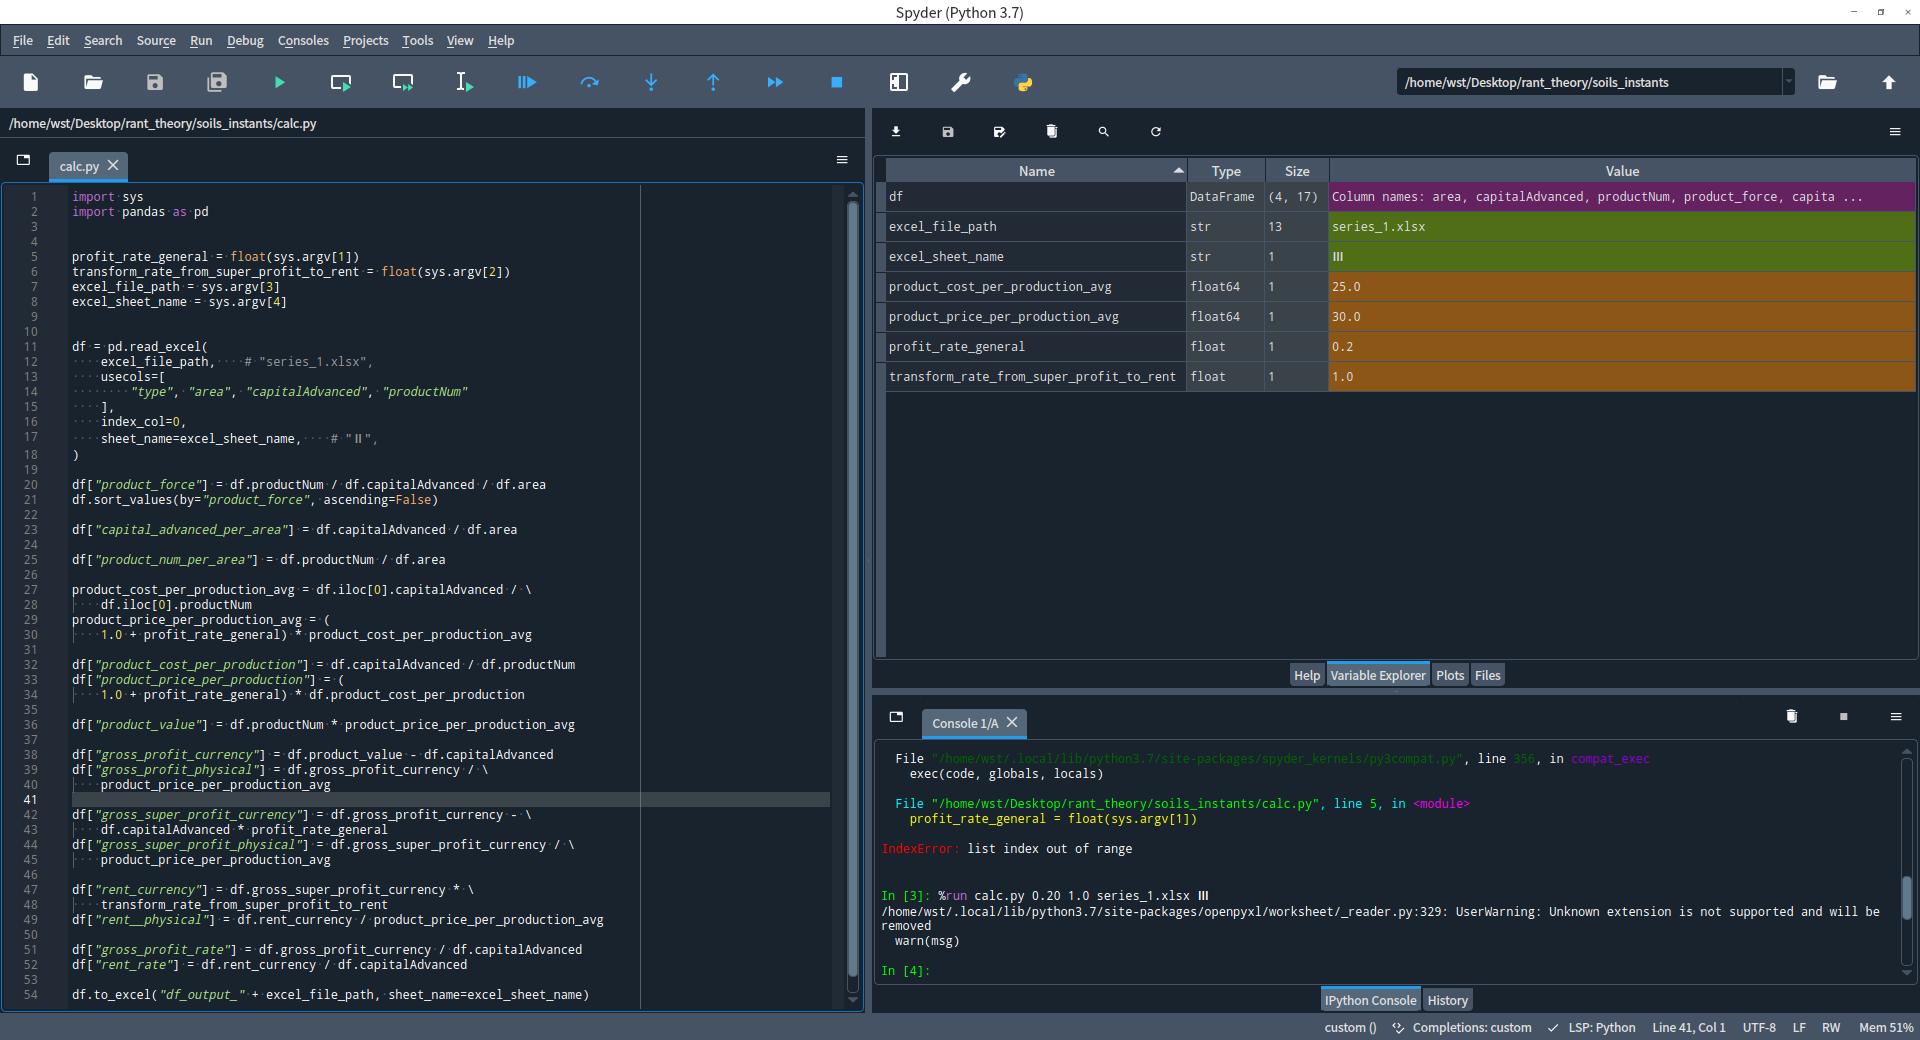 Spyder (Python 3.7)
File Edit Search Source Run Debug Consoles Projects Tools View Help
/home/wst/Desktop/rant_theory/soils_instants
/home/wst/Desktop/rant_theory/soils_instants/calc.py
calc.py
1 import sys
2 import pandas as pd
3
4
5 profit_rate_general = float(sys.argv[1])
6 transform_rate_from_super_profit_to_rent = float(sys.argv[2])
7 excel_file_path = sys.argv[3]
8 excel_sheet_name = sys.argv[4]
9
10
11 df = pd.read_excel(
12 excel_file_path, # "series_1.xlsx",
13 usecols=[
14 "type", "area", "capitalAdvanced", "productNum"
15 ],
16 index_col=0,
17 sheet_name=excel_sheet_name, # "Ⅱ",
18 )
19
20 df["product_force"] = df.productNum / df.capitalAdvanced / df.area
21 df.sort_values(by="product_force", ascending=False)
22
23 df["capital_advanced_per_area"] = df.capitalAdvanced / df.area
24
25 df["product_num_per_area"] = df.productNum / df.area
26
27 product_cost_per_production_avg = df.iloc[0].capitalAdvanced / \
28 df.iloc[0].productNum
29 product_price_per_production_avg = (
30 1.0 + profit_rate_general) * product_cost_per_production_avg
31
32 df["product_cost_per_production"] = df.capitalAdvanced / df.productNum
33 df["product_price_per_production"] = (
34 1.0 + profit_rate_general) * df.product_cost_per_production
35
36 df["product_value"] = df.productNum * product_price_per_production_avg
37
38 df["gross_profit_currency"] = df.product_value - df.capitalAdvanced
39 df["gross_profit_physical"] = df.gross_profit_currency / \
40 product_price_per_production_avg
41
42 df["gross_super_profit_currency"] = df.gross_profit_currency - \
43 df.capitalAdvanced * profit_rate_general
44 df["gross_super_profit_physical"] = df.gross_super_profit_currency / \
45 product_price_per_production_avg
46
47 df["rent_currency"] = df.gross_super_profit_currency * \
48 transform_rate_from_super_profit_to_rent
49 df["rent__physical"] = df.rent_currency / product_price_per_production_avg
50
51 df["gross_profit_rate"] = df.gross_profit_currency / df.capitalAdvanced
52 df["rent_rate"] = df.rent_currency / df.capitalAdvanced
53
54 df.to_excel("df_output_" + excel_file_path, sheet_name=excel_sheet_name)
Name Type Size Value
df DataFrame (4, 17) Column names: area, capitalAdvanced, productNum, product_force, capita ...
excel_file_path str 13 series_1.xlsx
excel_sheet_name str 1 Ⅲ
product_cost_per_production_avg float64 1 25.0
product_price_per_production_avg float64 1 30.0
profit_rate_general float 1 0.2
transform_rate_from_super_profit_to_rent float 1 1.0
Help Variable Explorer Plots Files
Console 1/A
File "/home/wst/.local/lib/python3.7/site-packages/spyder_kernels/py3compat.py", line 356, in compat_exec
exec(code, globals, locals)
File "/home/wst/Desktop/rant_theory/soils_instants/calc.py", line 5, in <module>
profit_rate_general = float(sys.argv[1])
IndexError: list index out of range
In [3]: %run calc.py 0.20 1.0 series_1.xlsx Ⅲ
/home/wst/.local/lib/python3.7/site-packages/openpyxl/worksheet/_reader.py:329: UserWarning: Unknown extension is not supported and will be
removed
warn(msg)
In [4]:
IPython Console History
custom () Completions: custom LSP: Python Line 41, Col 1 UTF-8 LF RW Mem 51%